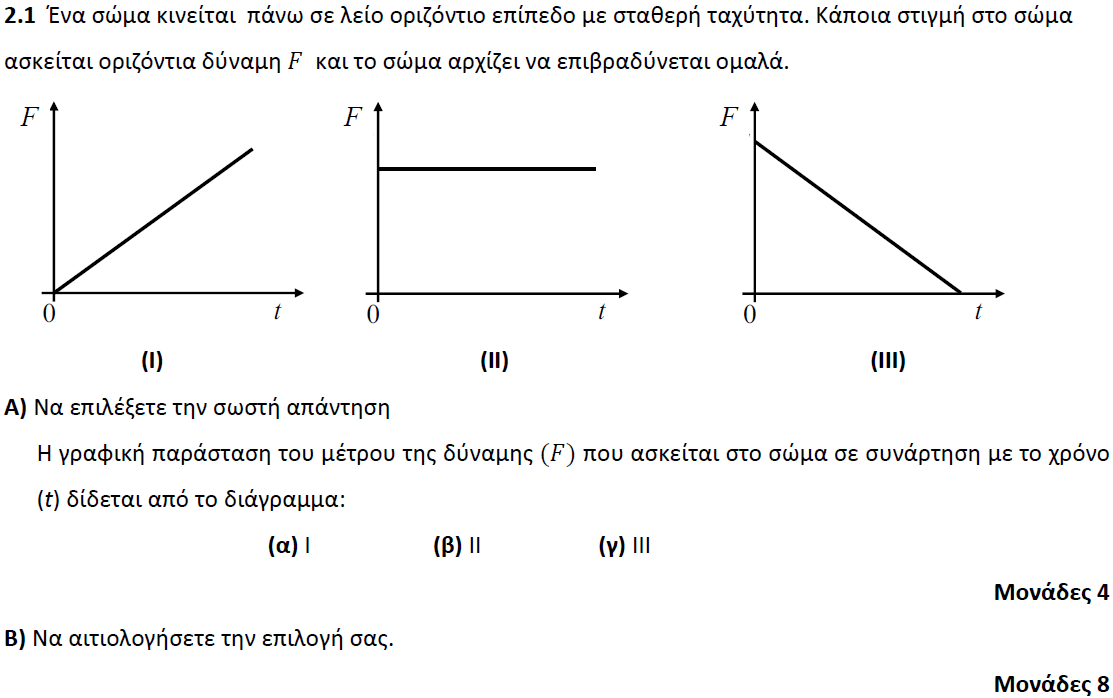 2.1 Ένα σώμα κινείται πάνω σε λείο οριζόντιο επίπεδο με σταθερή ταχύτητα. Κάποια στιγμή στο σώμα
ασκείται οριζόντια δύναμη F και το σώμα αρχίζει να επιβραδύνεται ομαλά.
F F F
0 t 0 t 0 t
(I) (II) (III)
Α) Να επιλέξετε την σωστή απάντηση
Η γραφική παράσταση του μέτρου της δύναμης (F) που ασκείται στο σώμα σε συνάρτηση με το χρόνο
(t) δίδεται από το διάγραμμα:
(α) I (β) II (γ) III
Μονάδες 4
Β) Να αιτιολογήσετε την επιλογή σας.
Μονάδες 8